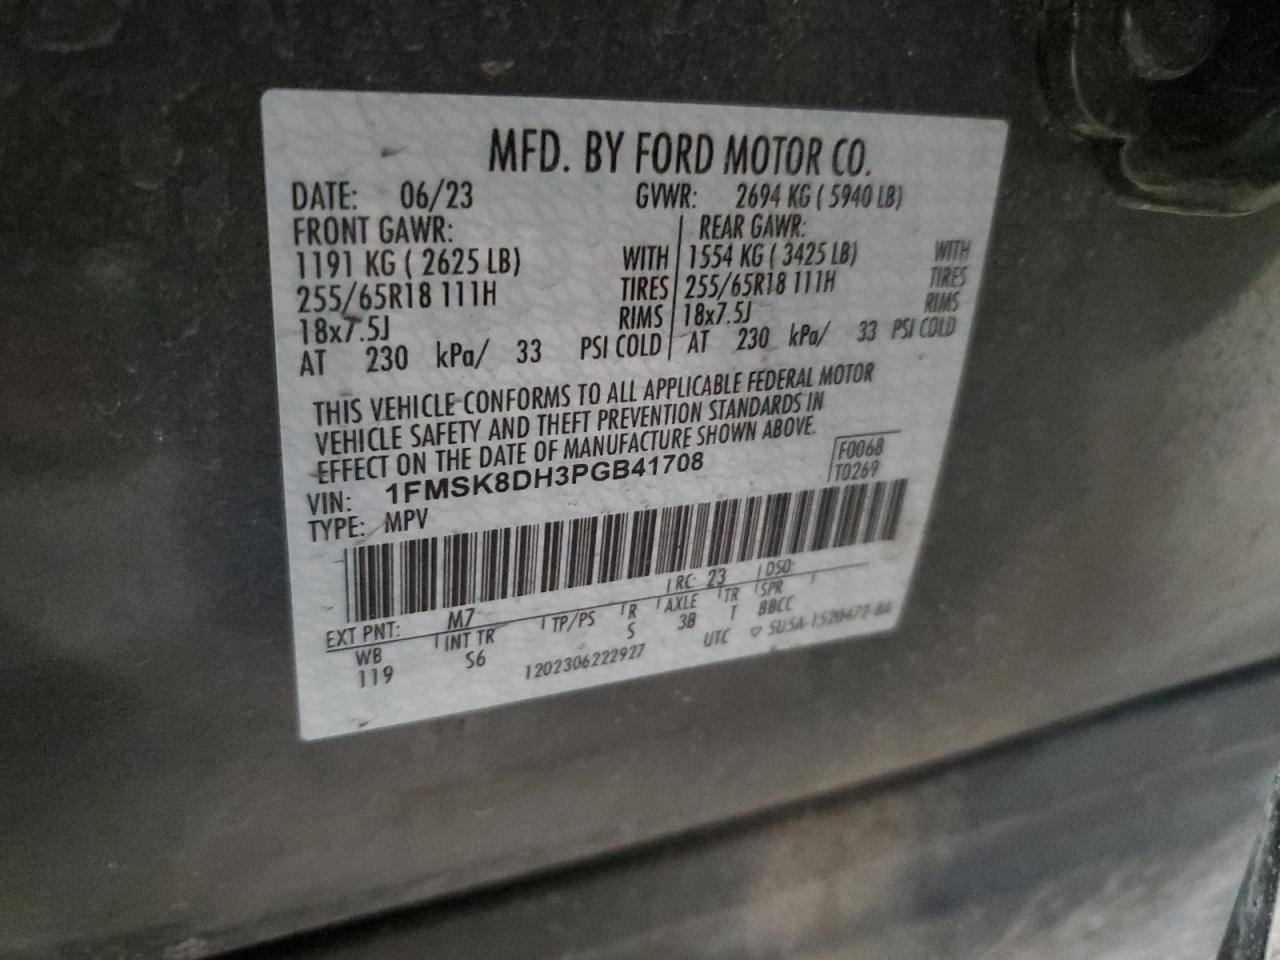 MFD. BY FORD MOTOR CO.
DATE: 06/23 GVWR: 2694 KG ( 5940 LB)
FRONT GAWR: REAR GAWR:
1191 KG ( 2625 LB) WITH 1554 KG ( 3425 LB) WITH
255/65R18 111H TIRES 255/65R18 111H TIRES
18x7.5J RIMS 18x7.5J RIMS
AT 230 kPa/ 33 PSI COLD AT 230 kPa/ 33 PSI COLD
THIS VEHICLE CONFORMS TO ALL APPLICABLE FEDERAL MOTOR
VEHICLE SAFETY AND THEFT PREVENTION STANDARDS IN
EFFECT ON THE DATE OF MANUFACTURE SHOWN ABOVE.
VIN: 1FMSK8DH3PGB41708 F0068
TYPE: MPV T0269
EXT PNT: M7 RC: 23 DSO:
WB INT TR TP/PS R AXLE TR SPR
119 S6 S 3B T BBCC
1202306222927 UTC ▽ 5U5A-1520472-BA